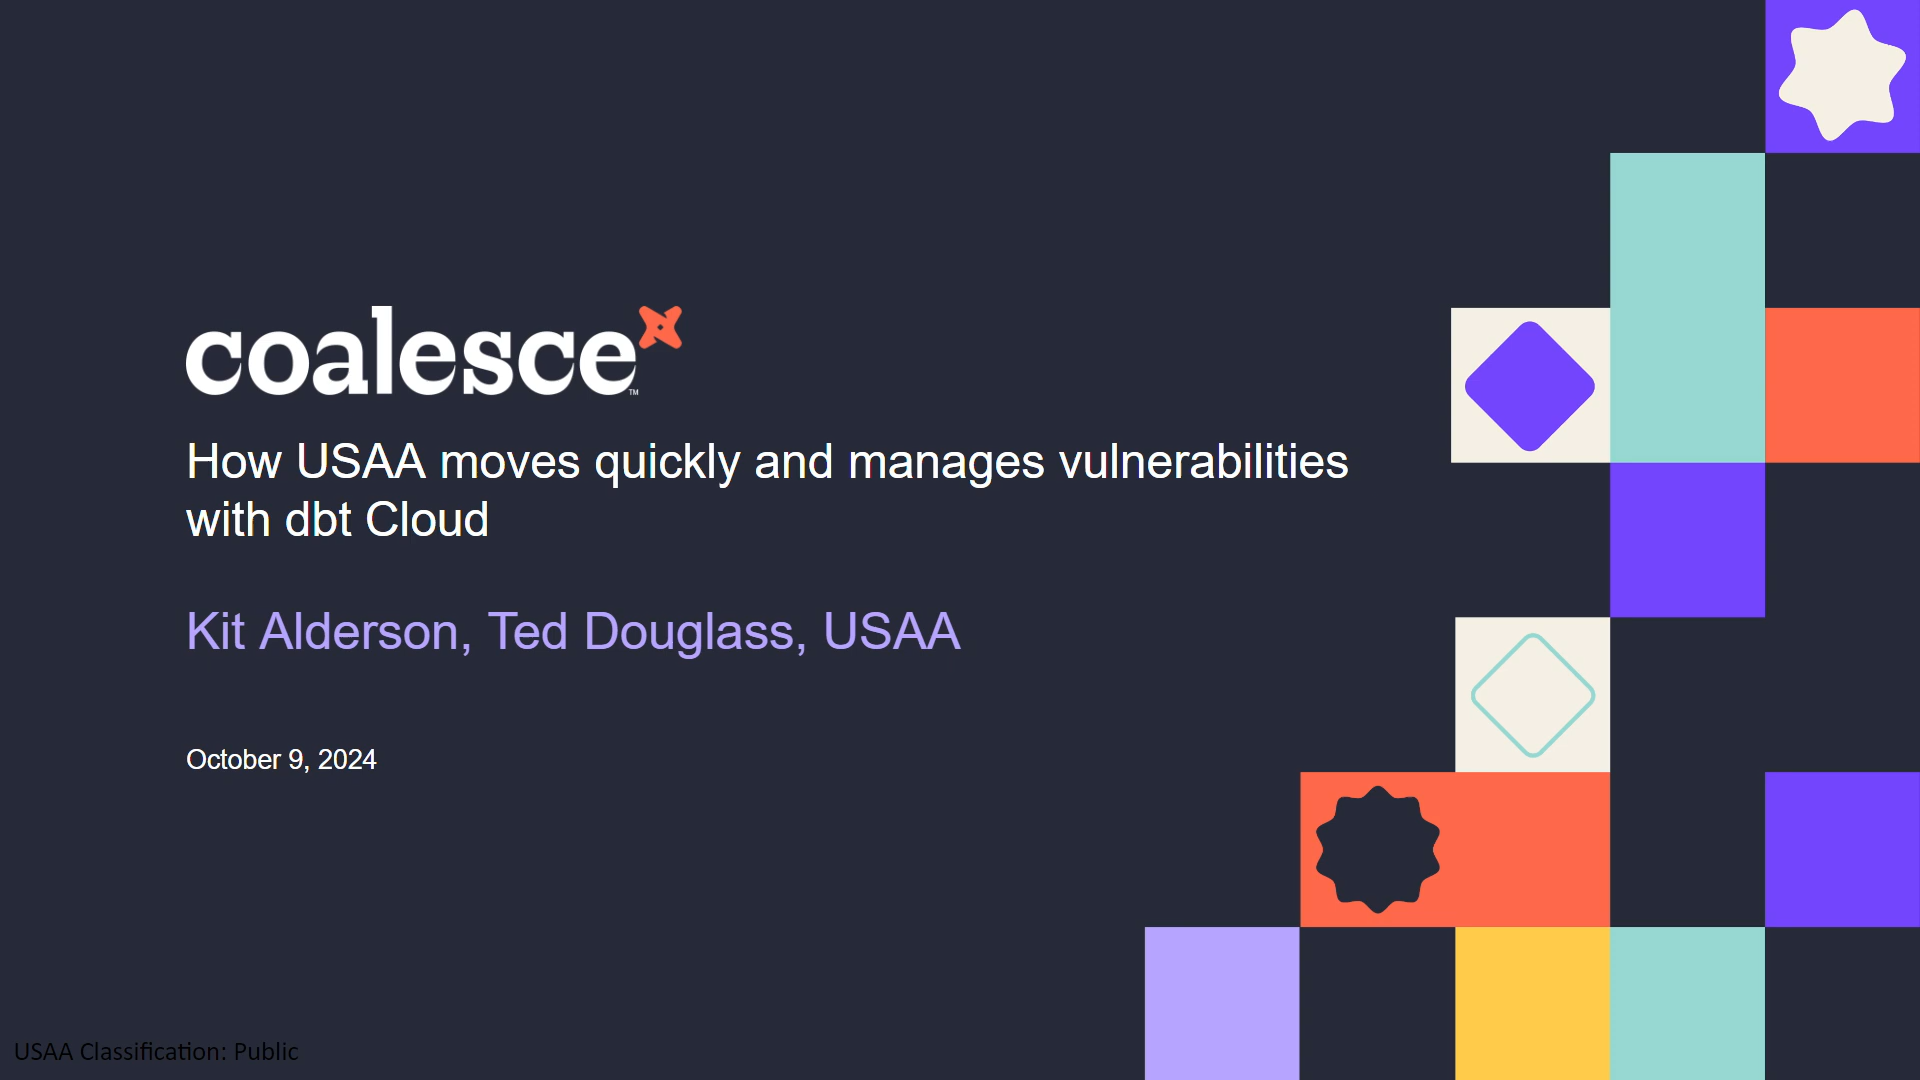 coalesce™
How USAA moves quickly and manages vulnerabilities
with dbt Cloud
Kit Alderson, Ted Douglass, USAA
October 9, 2024
USAA Classification: Public